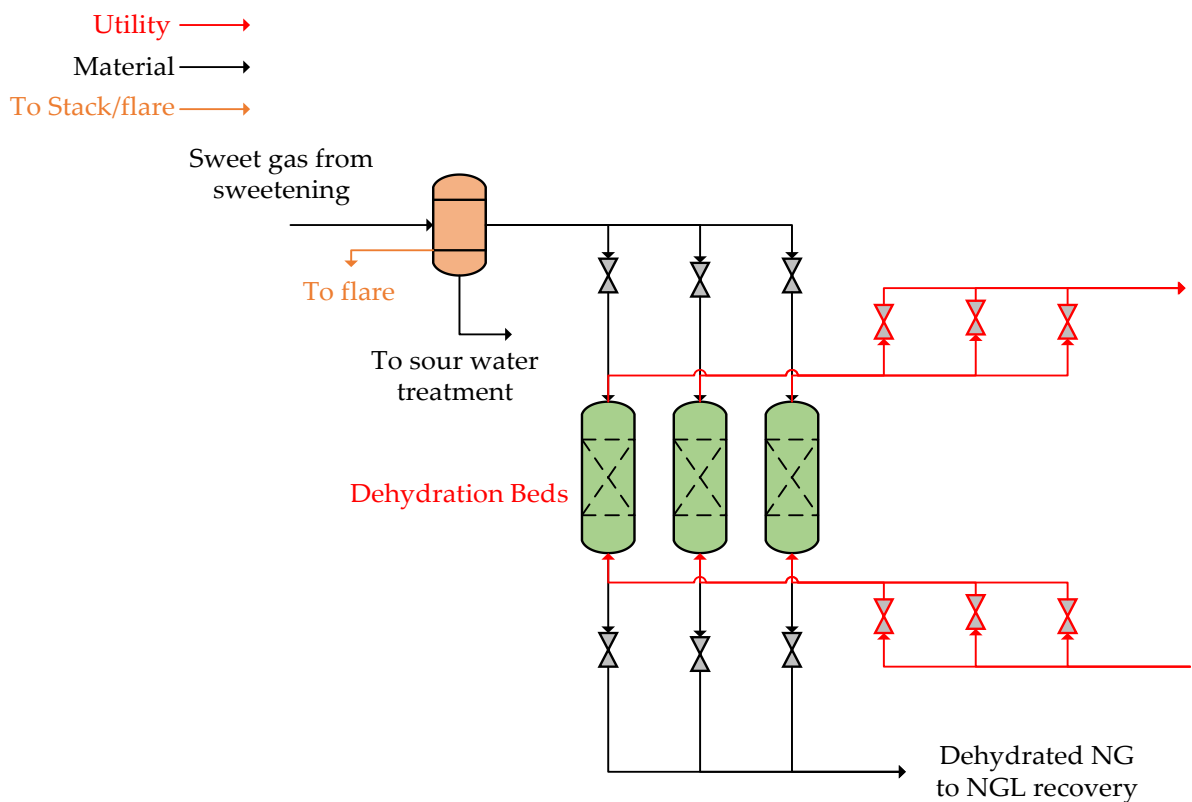 Utility
Material
To Stack/flare
Sweet gas from
sweetening
To flare
To sour water
treatment
Dehydration Beds
Dehydrated NG
to NGL recovery